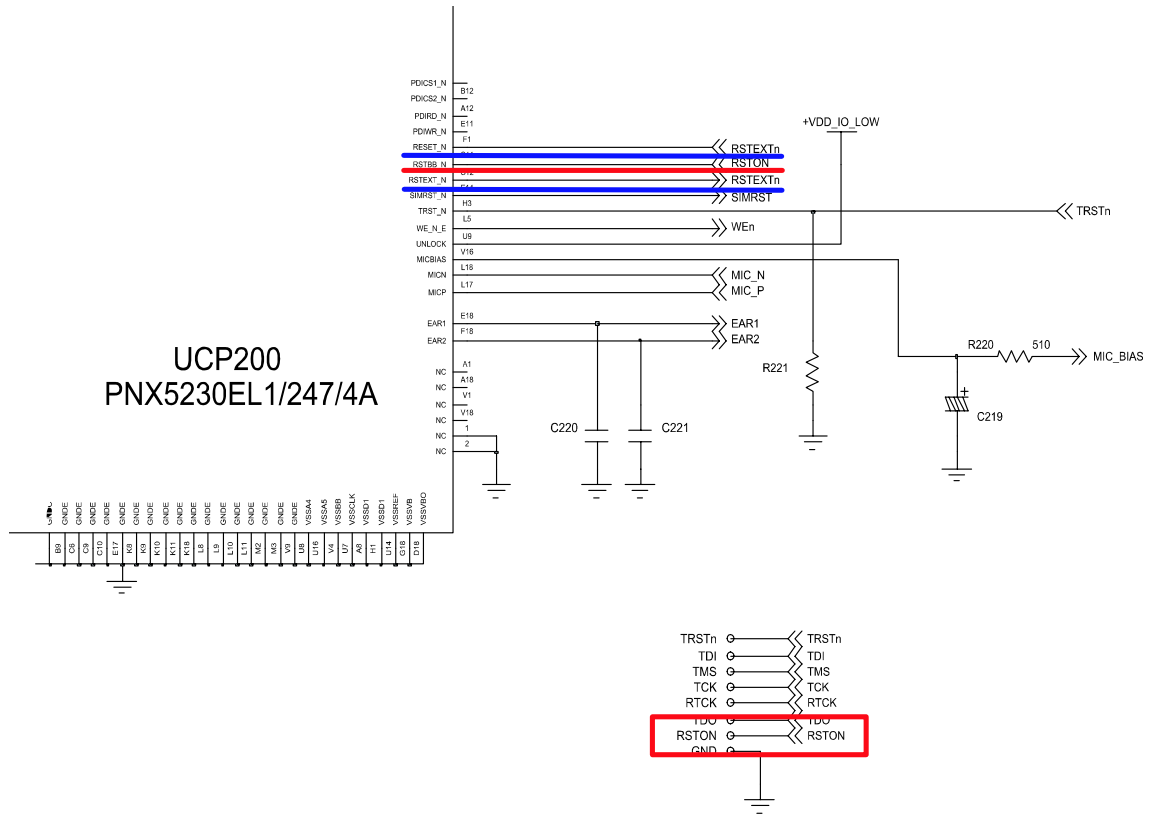 PDICS1_N
B12
PDICS2_N
A12
PDIRD_N
E11
PDIWR_N
F1
RESET_N
RSTEXTn
RSTBB_N
RSTON
RSTEXT_N
RSTEXTn
SIMRST_N
SIMRST
H3
TRST_N
TRSTn
L5
WE_N_E
WEn
U9
UNLOCK
+VDD_IO_LOW
V16
MICBIAS
L18
MICN
MIC_N
L17
MICP
MIC_P
E18
EAR1
EAR1
F18
EAR2
EAR2
A1
NC
A18
NC
V1
NC
V18
NC
1
NC
2
NC
UCP200
PNX5230EL1/247/4A
C220
C221
R221
R220 510
MIC_BIAS
+
C219
GNDE GNDE GNDE GNDE GNDE GNDE GNDE GNDE GNDE GNDE GNDE GNDE GNDE GNDE GNDE GNDE GNDE VSSA4 VSSA5 VSSBB VSSCLK VSSD1 VSSD1 VSSREF VSSVB VSSVBO
B9 C6 C9 C10 E17 K8 K9 K10 K11 K18 L8 L9 L10 L11 M2 M3 V9 U8 U16 V4 U7 A8 H1 U14 G18 D18
TRSTn TRSTn
TDI TDI
TMS TMS
TCK TCK
RTCK RTCK
TDO TDO
RSTON RSTON
GND